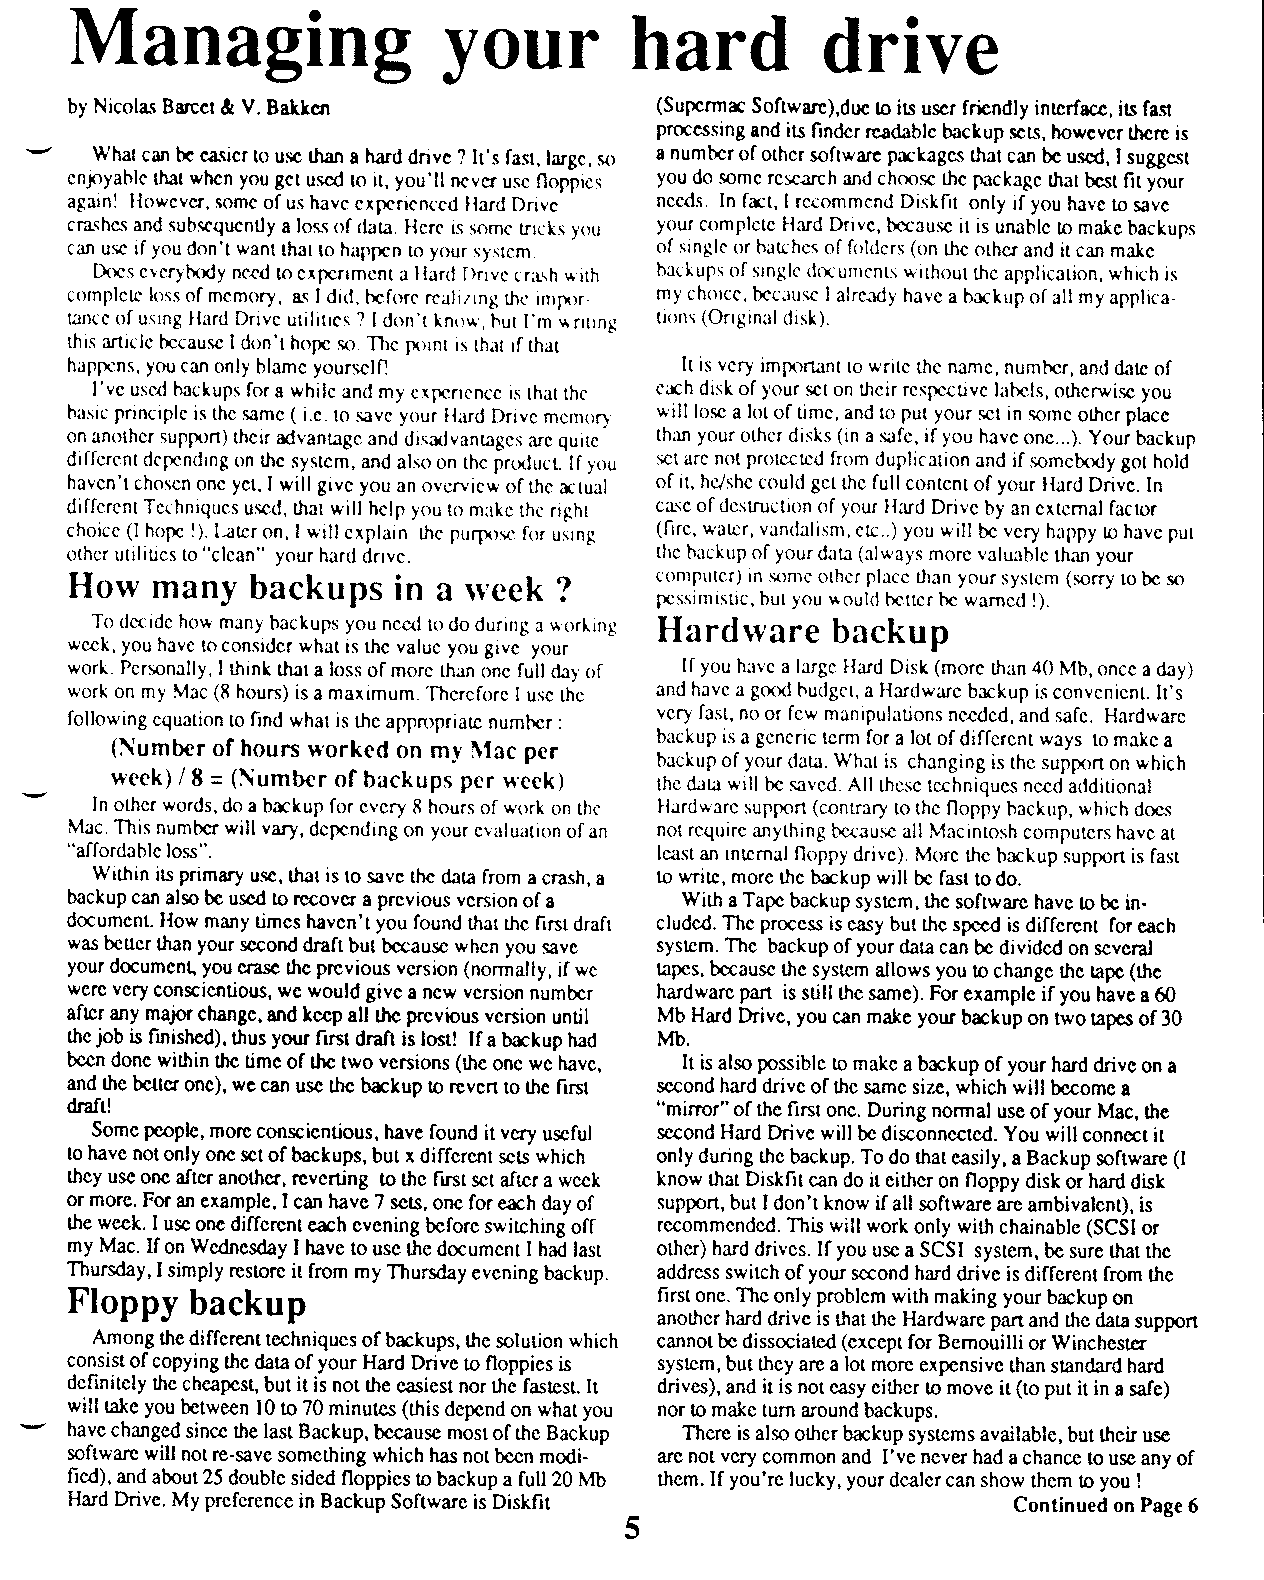 Managing your hard drive
by Nicolas Barcet & V. Bakken
What can be easier to use than a hard drive ? It's fast, large, so
enjoyable that when you get used to it, you'll never use floppies
again! However, some of us have experienced Hard Drive
crashes and subsequently a loss of data. Here is some tricks you
can use if you don't want that to happen to your system.
Does everybody need to experiment a Hard Drive crash with
complete loss of memory, as I did, before realizing the impor-
tance of using Hard Drive utilities ? I don't know, but I'm writing
this article because I don't hope so. The point is that if that
happens, you can only blame yourself!
I've used backups for a while and my experience is that the
basic principle is the same ( i.e. to save your Hard Drive memory
on another support) their advantage and disadvantages are quite
different depending on the system, and also on the product. If you
haven't chosen one yet, I will give you an overview of the actual
different Techniques used, that will help you to make the right
choice (I hope !). Later on, I will explain the purpose for using
other utilities to "clean" your hard drive.
How many backups in a week ?
To decide how many backups you need to do during a working
week, you have to consider what is the value you give your
work. Personally, I think that a loss of more than one full day of
work on my Mac (8 hours) is a maximum. Therefore I use the
following equation to find what is the appropriate number :
(Number of hours worked on my Mac per
week) / 8 = (Number of backups per week)
In other words, do a backup for every 8 hours of work on the
Mac. This number will vary, depending on your evaluation of an
"affordable loss".
Within its primary use, that is to save the data from a crash, a
backup can also be used to recover a previous version of a
document. How many times haven't you found that the first draft
was better than your second draft but because when you save
your document, you erase the previous version (normally, if we
were very conscientious, we would give a new version number
after any major change, and keep all the previous version until
the job is finished), thus your first draft is lost! If a backup had
been done within the time of the two versions (the one we have,
and the better one), we can use the backup to revert to the first
draft!
Some people, more conscientious, have found it very useful
to have not only one set of backups, but x different sets which
they use one after another, reverting to the first set after a week
or more. For an example, I can have 7 sets, one for each day of
the week. I use one different each evening before switching off
my Mac. If on Wednesday I have to use the document I had last
Thursday, I simply restore it from my Thursday evening backup.
Floppy backup
Among the different techniques of backups, the solution which
consist of copying the data of your Hard Drive to floppies is
definitely the cheapest, but it is not the easiest nor the fastest. It
will take you between 10 to 70 minutes (this depend on what you
have changed since the last Backup, because most of the Backup
software will not re-save something which has not been modi-
fied), and about 25 double sided floppies to backup a full 20 Mb
Hard Drive. My preference in Backup Software is Diskfit
(Supermac Software),due to its user friendly interface, its fast
processing and its finder readable backup sets, however there is
a number of other software packages that can be used, I suggest
you do some research and choose the package that best fit your
needs. In fact, I recommend Diskfit only if you have to save
your complete Hard Drive, because it is unable to make backups
of single or batches of folders (on the other and it can make
backups of single documents without the application, which is
my choice, because I already have a backup of all my applica-
tions (Original disk).
It is very important to write the name, number, and date of
each disk of your set on their respective labels, otherwise you
will lose a lot of time, and to put your set in some other place
than your other disks (in a safe, if you have one...). Your backup
set are not protected from duplication and if somebody got hold
of it, he/she could get the full content of your Hard Drive. In
case of destruction of your Hard Drive by an external factor
(fire, water, vandalism, etc..) you will be very happy to have put
the backup of your data (always more valuable than your
computer) in some other place than your system (sorry to be so
pessimistic, but you would better be warned !).
Hardware backup
If you have a large Hard Disk (more than 40 Mb, once a day)
and have a good budget, a Hardware backup is convenient. It's
very fast, no or few manipulations needed, and safe. Hardware
backup is a generic term for a lot of different ways to make a
backup of your data. What is changing is the support on which
the data will be saved. All these techniques need additional
Hardware support (contrary to the floppy backup, which does
not require anything because all Macintosh computers have at
least an internal floppy drive). More the backup support is fast
to write, more the backup will be fast to do.
With a Tape backup system, the software have to be in-
cluded. The process is easy but the speed is different for each
system. The backup of your data can be divided on several
tapes, because the system allows you to change the tape (the
hardware part is still the same). For example if you have a 60
Mb Hard Drive, you can make your backup on two tapes of 30
Mb.
It is also possible to make a backup of your hard drive on a
second hard drive of the same size, which will become a
"mirror" of the first one. During normal use of your Mac, the
second Hard Drive will be disconnected. You will connect it
only during the backup. To do that easily, a Backup software (I
know that Diskfit can do it either on floppy disk or hard disk
support, but I don't know if all software are ambivalent), is
recommended. This will work only with chainable (SCSI or
other) hard drives. If you use a SCSI system, be sure that the
address switch of your second hard drive is different from the
first one. The only problem with making your backup on
another hard drive is that the Hardware part and the data support
cannot be dissociated (except for Bernouilli or Winchester
system, but they are a lot more expensive than standard hard
drives), and it is not easy either to move it (to put it in a safe)
nor to make turn around backups.
There is also other backup systems available, but their use
are not very common and I've never had a chance to use any of
them. If you're lucky, your dealer can show them to you !
Continued on Page 6
5